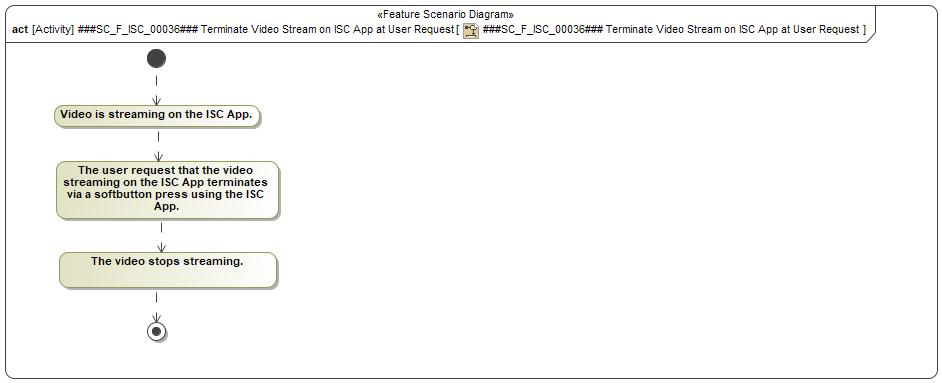 «Feature Scenario Diagram»
act [Activity] ###SC_F_ISC_00036### Terminate Video Stream on ISC App at User Request [ ###SC_F_ISC_00036### Terminate Video Stream on ISC App at User Request ]
Video is streaming on the ISC App.
The user request that the video
streaming on the ISC App terminates
via a softbutton press using the ISC
App.
The video stops streaming.